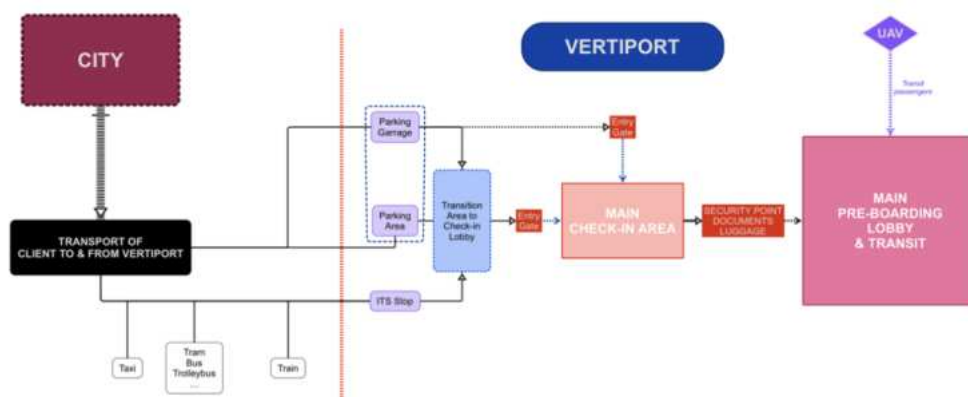 CITY
VERTIPORT
UAV
Transit
passengers
Parking
Garrage
Entry
Gate
Parking
Area
Transition
Area to
Check-in
Lobby
Entry
Gate
MAIN
CHECK-IN AREA
SECURITY POINT
DOCUMENTS
LUGGAGE
MAIN
PRE-BOARDING
LOBBY
& TRANSIT
TRANSPORT OF
CLIENT TO & FROM VERTIPORT
ITS Stop
Taxi
Tram
Bus
Trolleybus
...
Train